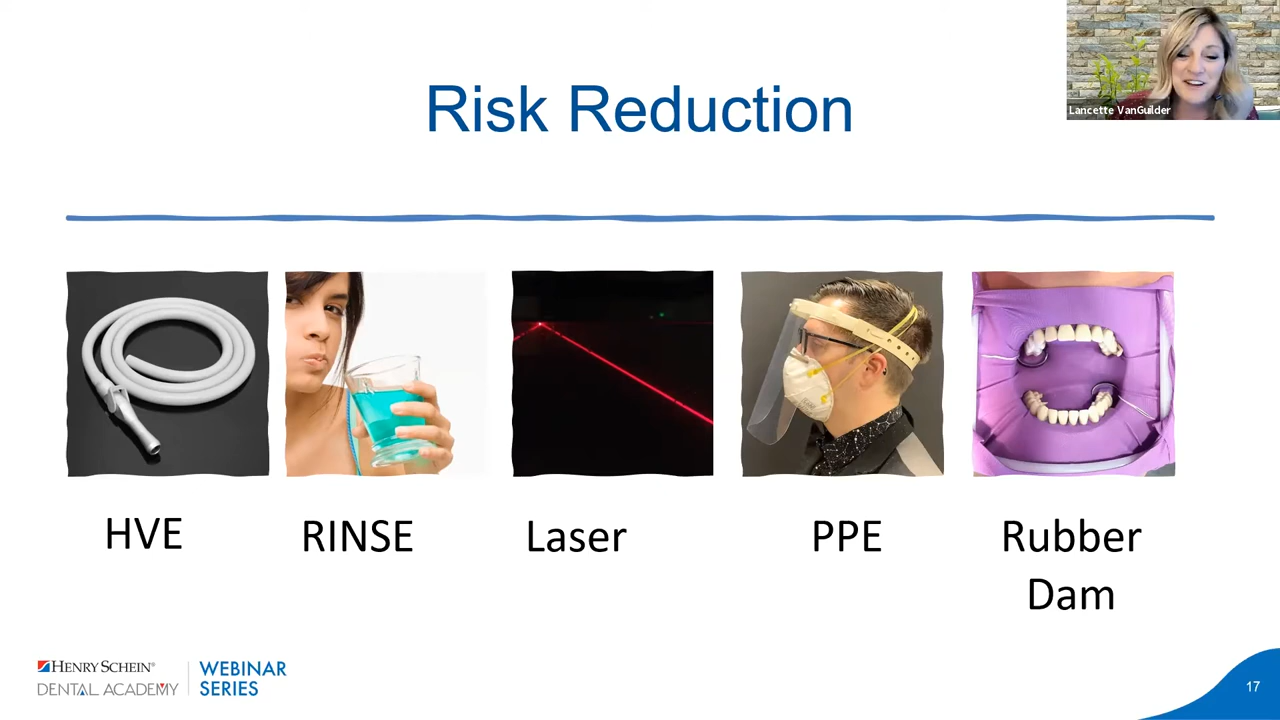 Lancette VanGuilder
Risk Reduction
HVE
RINSE
Laser
PPE
Rubber
Dam
HENRY SCHEIN®
DENTAL ACADEMY
WEBINAR
SERIES
17